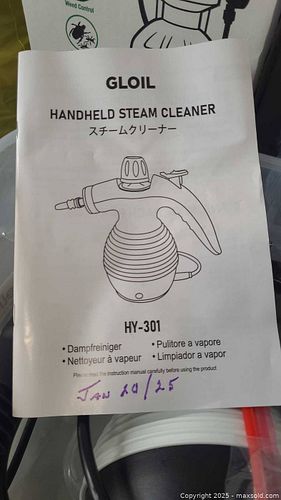 Weed Control
GLOIL
HANDHELD STEAM CLEANER
スチームクリーナー
HY-301
• Dampfreiniger
• Pulitore a vapore
• Nettoyeur à vapeur
• Limpiador a vapor
Please read the instruction manual carefully before using the product
JAN 20/25
Copyright © 2025 - maxsold.com